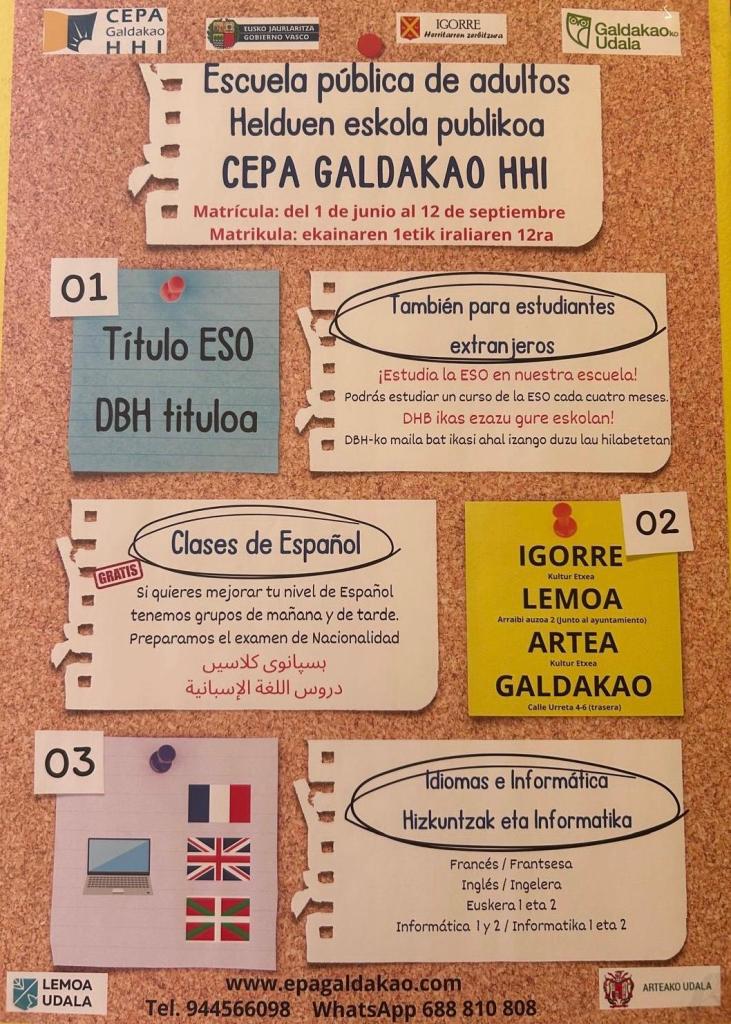 CEPA
Galdakao
HHI
EUSKO JAURLARITZA
GOBIERNO VASCO
IGORRE
Herritarren zerbitzura
Galdakaoko
Udala
Escuela pública de adultos
Helduen eskola publikoa
CEPA GALDAKAO HHI
Matrícula: del 1 de junio al 12 de septiembre
Matrikula: ekainaren 1etik iraliaren 12ra
01
Título ESO
DBH tituloa
También para estudiantes
extranjeros
¡Estudia la ESO en nuestra escuela!
Podrás estudiar un curso de la ESO cada cuatro meses.
DHB ikas ezazu gure eskolan!
DBH-ko maila bat ikasi ahal izango duzu lau hilabetetan
Clases de Español
GRATIS
Si quieres mejorar tu nivel de Español
tenemos grupos de mañana y de tarde.
Preparamos el examen de Nacionalidad
ہسپانوی کلاسیں
دروس اللغة الإسبانية
02
IGORRE
Kultur Etxea
LEMOA
Arraibi auzoa 2 (Junto al ayuntamiento)
ARTEA
Kultur Etxea
GALDAKAO
Calle Urreta 4-6 (trasera)
03
Idiomas e Informática
Hizkuntzak eta Informatika
Francés / Frantsesa
Inglés / Ingelera
Euskera 1 eta 2
Informática 1 y 2 / Informatika 1 eta 2
LEMOA
UDALA
www.epagaldakao.com
Tel. 944566098 WhatsApp 688 810 808
ARTEAKO UDALA